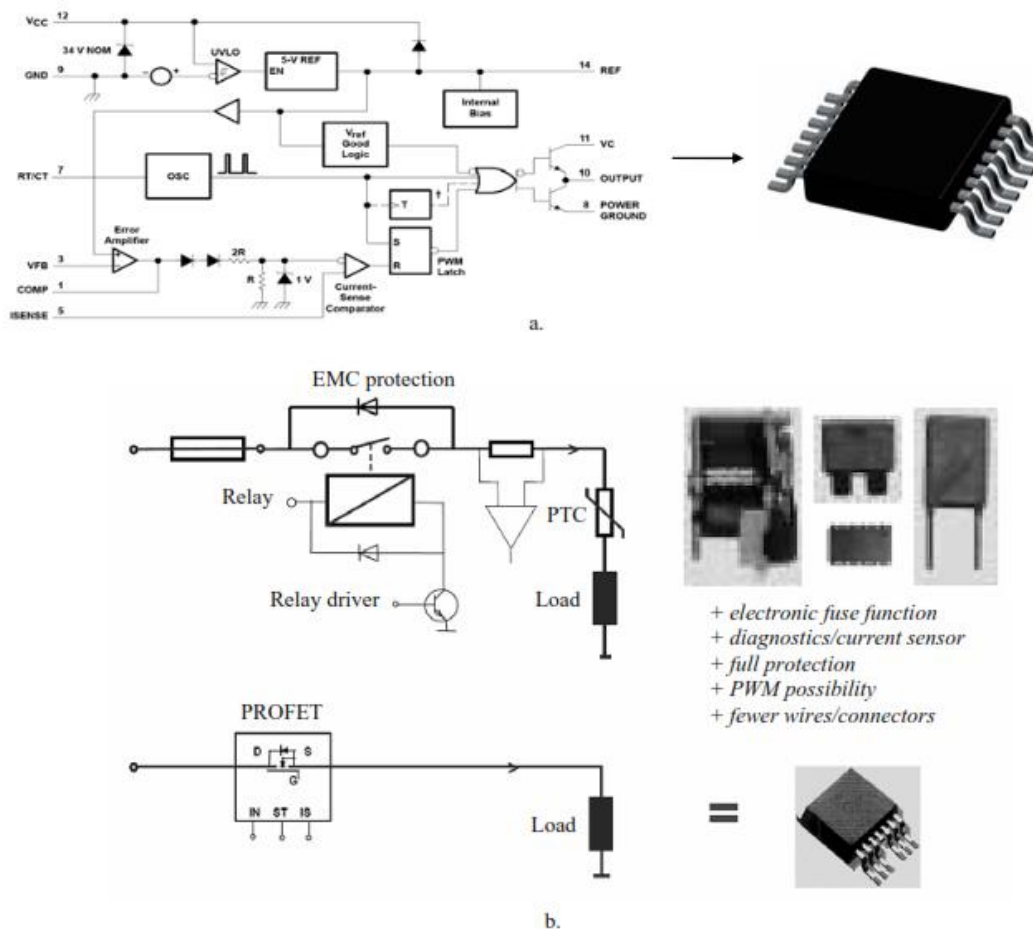 VCC 12
34 V NOM
UVLO
5-V REF
EN
GND 9
14 REF
Internal
Bias
Vref
Good
Logic
11 VC
RT/CT 7
OSC
10 OUTPUT
T
†
8 POWER
GROUND
Error
Amplifier
S
R
PWM
Latch
2R
VFB 3
R
1 V
Current-
Sense
Comparator
COMP 1
ISENSE 5
a.
EMC protection
Relay
PTC
Relay driver
Load
+ electronic fuse function
+ diagnostics/current sensor
+ full protection
+ PWM possibility
+ fewer wires/connectors
PROFET
D S
G
IN ST IS
Load
=
b.